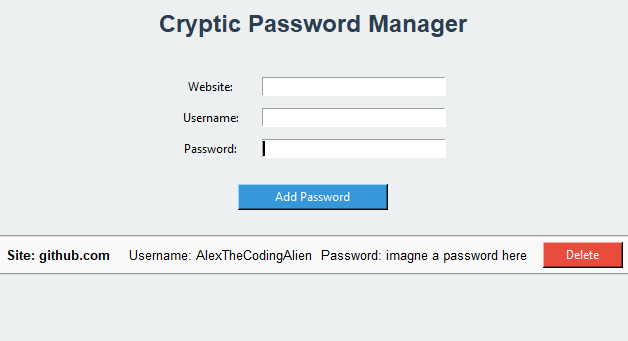 Cryptic Password Manager
Website:
Username:
Password:
Add Password
Site: github.com Username: AlexTheCodingAlien Password: imagne a password here Delete